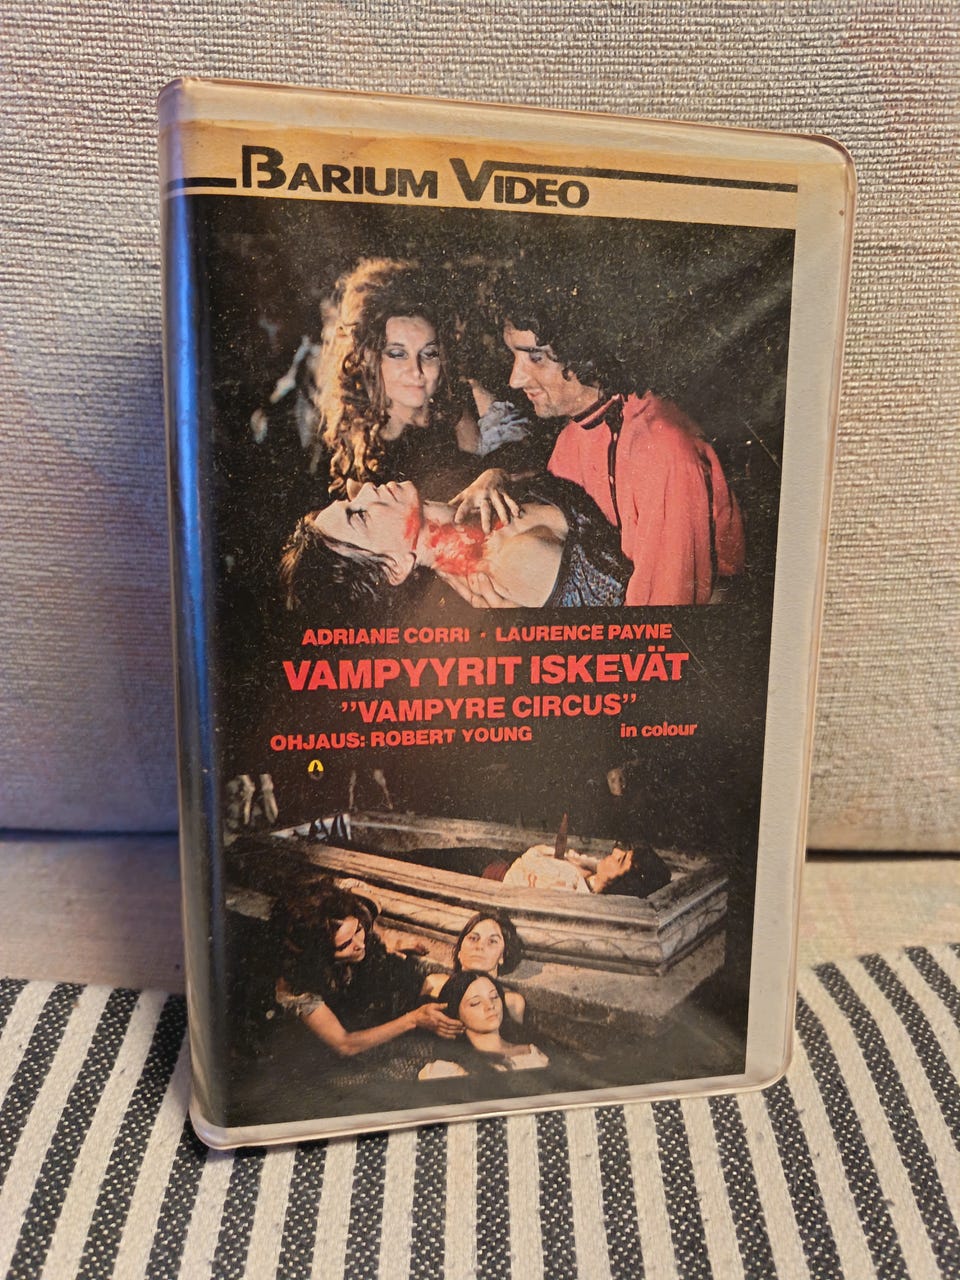 BARIUM VIDEO
ADRIANE CORRI • LAURENCE PAYNE
VAMPYYRIT ISKEVÄT
”VAMPYRE CIRCUS”
OHJAUS: ROBERT YOUNG in colour